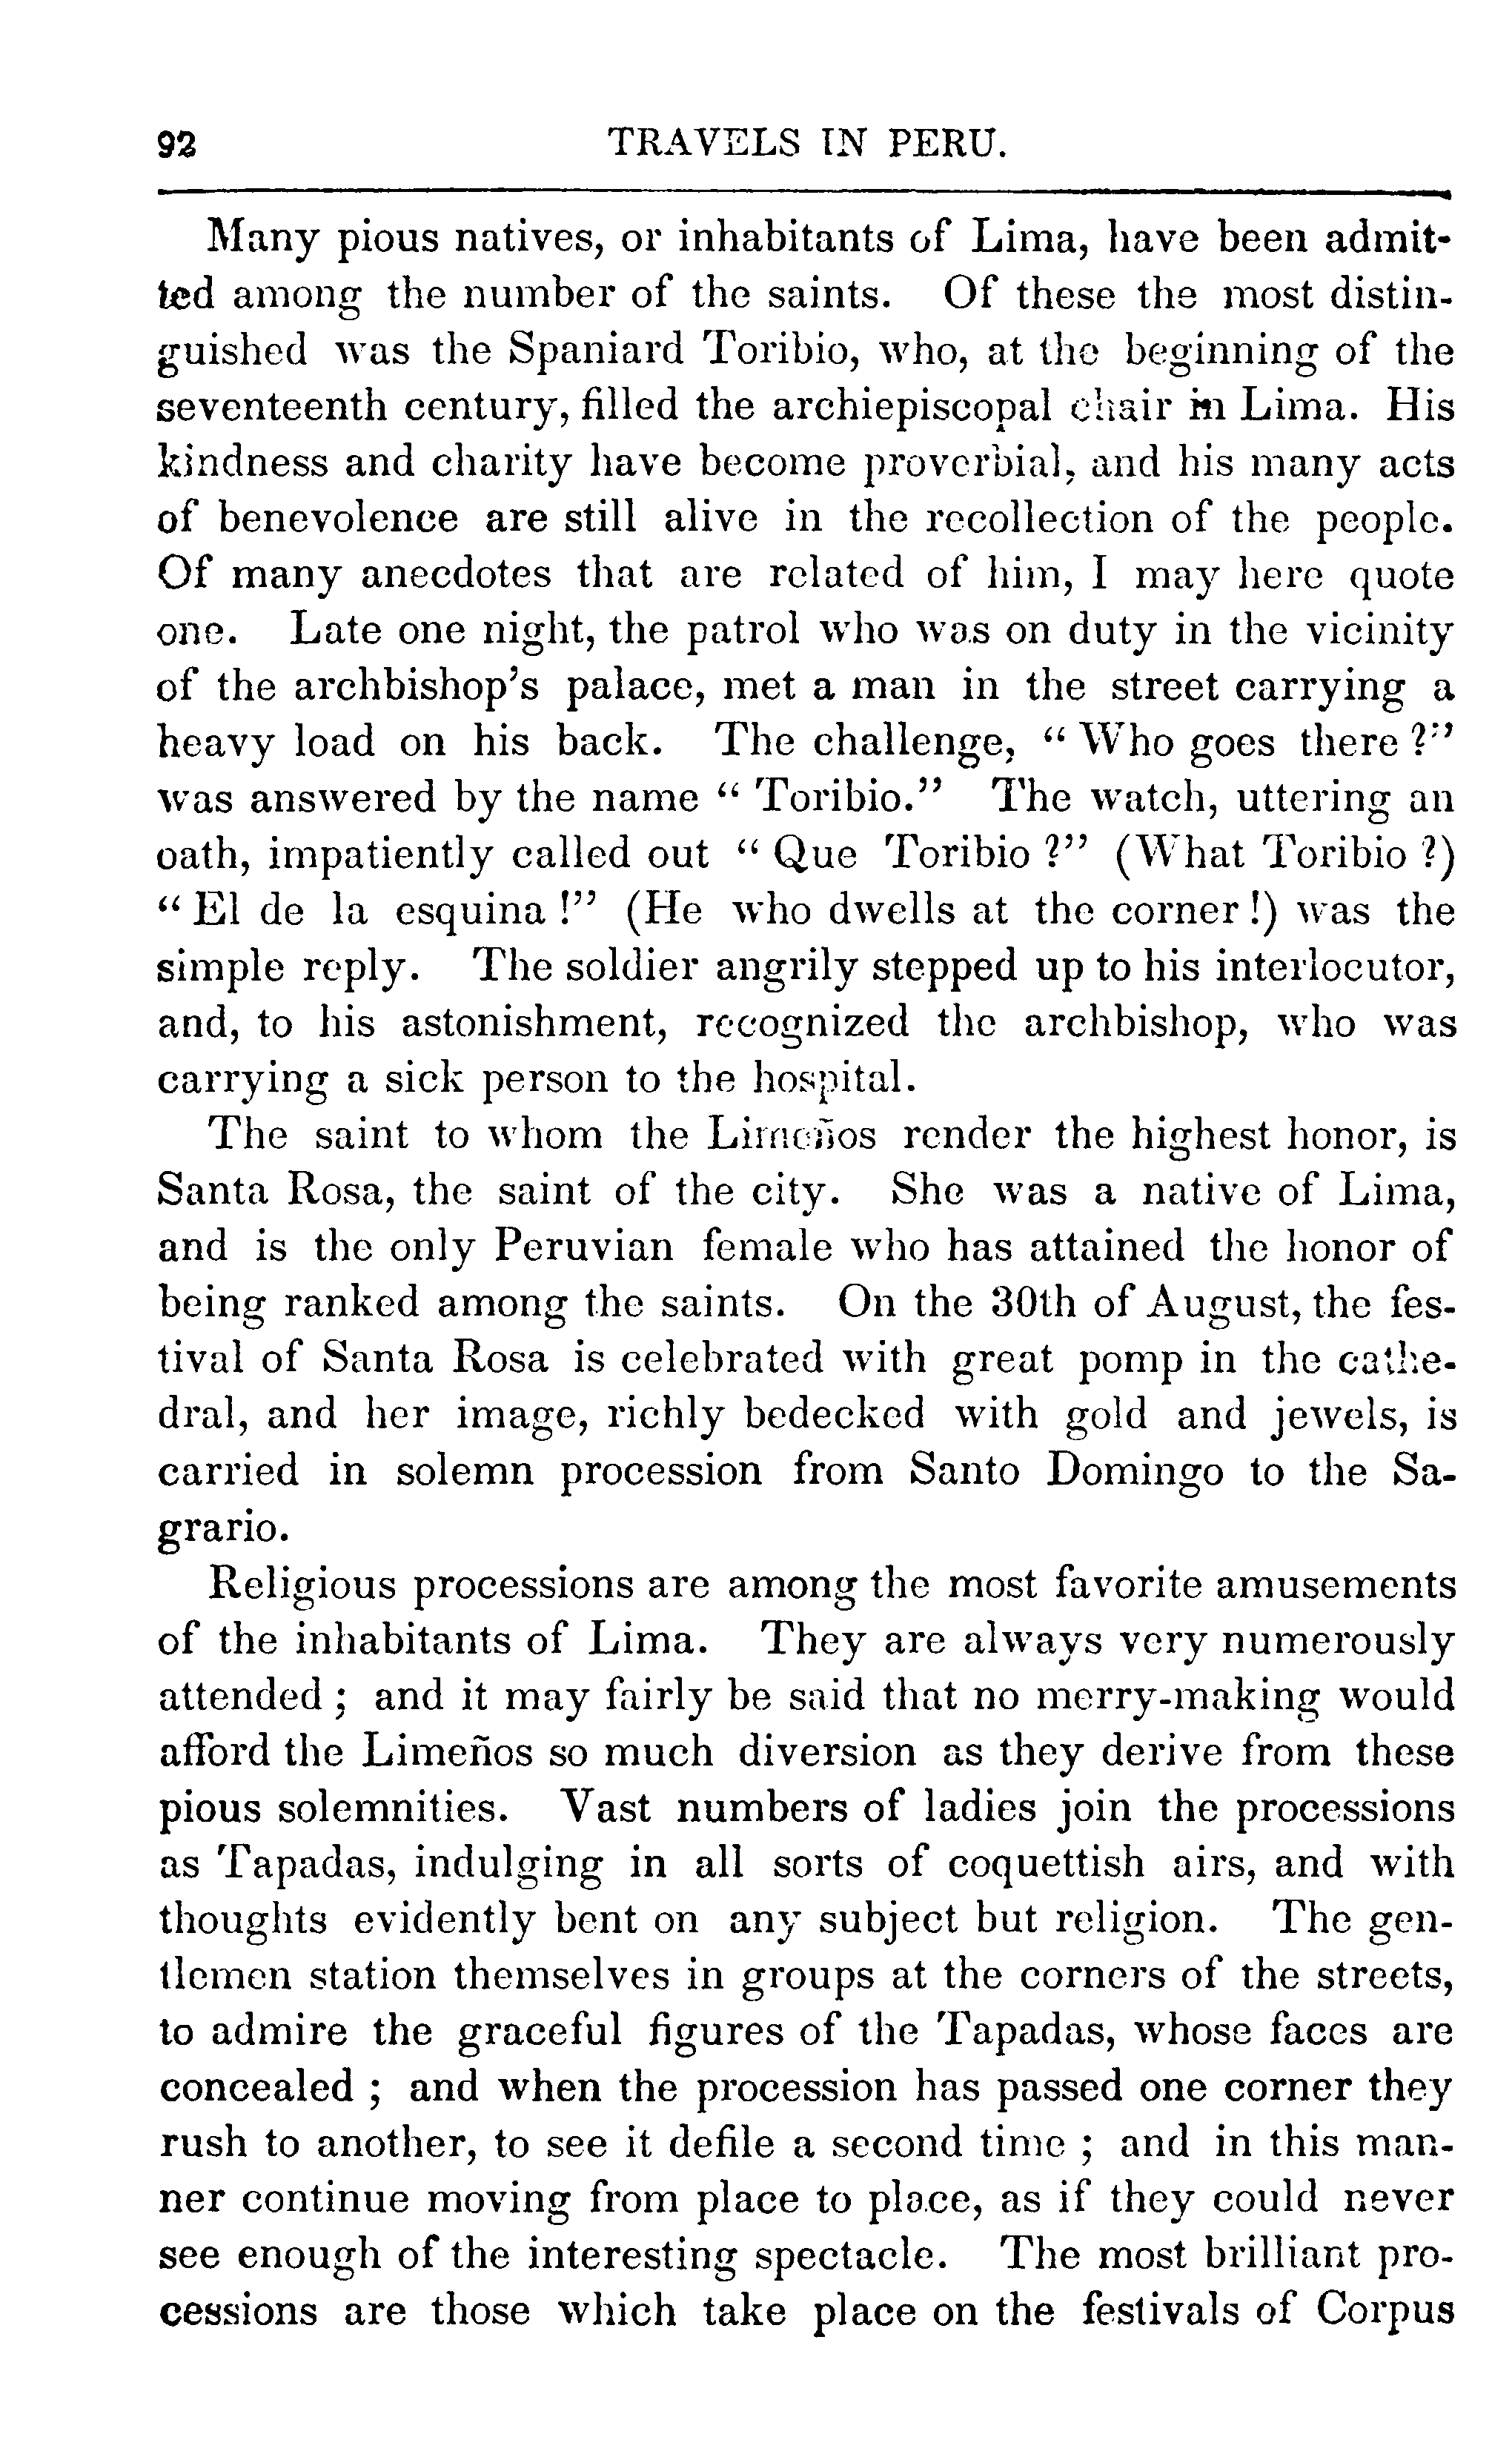 92 TRAVELS IN PERU.
Many pious natives, or inhabitants of Lima, have been admit-
ted among the number of the saints. Of these the most distin-
guished was the Spaniard Toribio, who, at the beginning of the
seventeenth century, filled the archiepiscopal chair in Lima. His
kindness and charity have become proverbial, and his many acts
of benevolence are still alive in the recollection of the people.
Of many anecdotes that are related of him, I may here quote
one. Late one night, the patrol who was on duty in the vicinity
of the archbishop's palace, met a man in the street carrying a
heavy load on his back. The challenge, “ Who goes there ?”
was answered by the name “ Toribio.” The watch, uttering an
oath, impatiently called out “ Que Toribio ?” (What Toribio ?)
“ El de la esquina !” (He who dwells at the corner !) was the
simple reply. The soldier angrily stepped up to his interlocutor,
and, to his astonishment, recognized the archbishop, who was
carrying a sick person to the hospital.
The saint to whom the Limeños render the highest honor, is
Santa Rosa, the saint of the city. She was a native of Lima,
and is the only Peruvian female who has attained the honor of
being ranked among the saints. On the 30th of August, the fes-
tival of Santa Rosa is celebrated with great pomp in the cathe-
dral, and her image, richly bedecked with gold and jewels, is
carried in solemn procession from Santo Domingo to the Sa-
grario.
Religious processions are among the most favorite amusements
of the inhabitants of Lima. They are always very numerously
attended ; and it may fairly be said that no merry-making would
afford the Limeños so much diversion as they derive from these
pious solemnities. Vast numbers of ladies join the processions
as Tapadas, indulging in all sorts of coquettish airs, and with
thoughts evidently bent on any subject but religion. The gen-
tlemen station themselves in groups at the corners of the streets,
to admire the graceful figures of the Tapadas, whose faces are
concealed ; and when the procession has passed one corner they
rush to another, to see it defile a second time ; and in this man-
ner continue moving from place to place, as if they could never
see enough of the interesting spectacle. The most brilliant pro-
cessions are those which take place on the festivals of Corpus